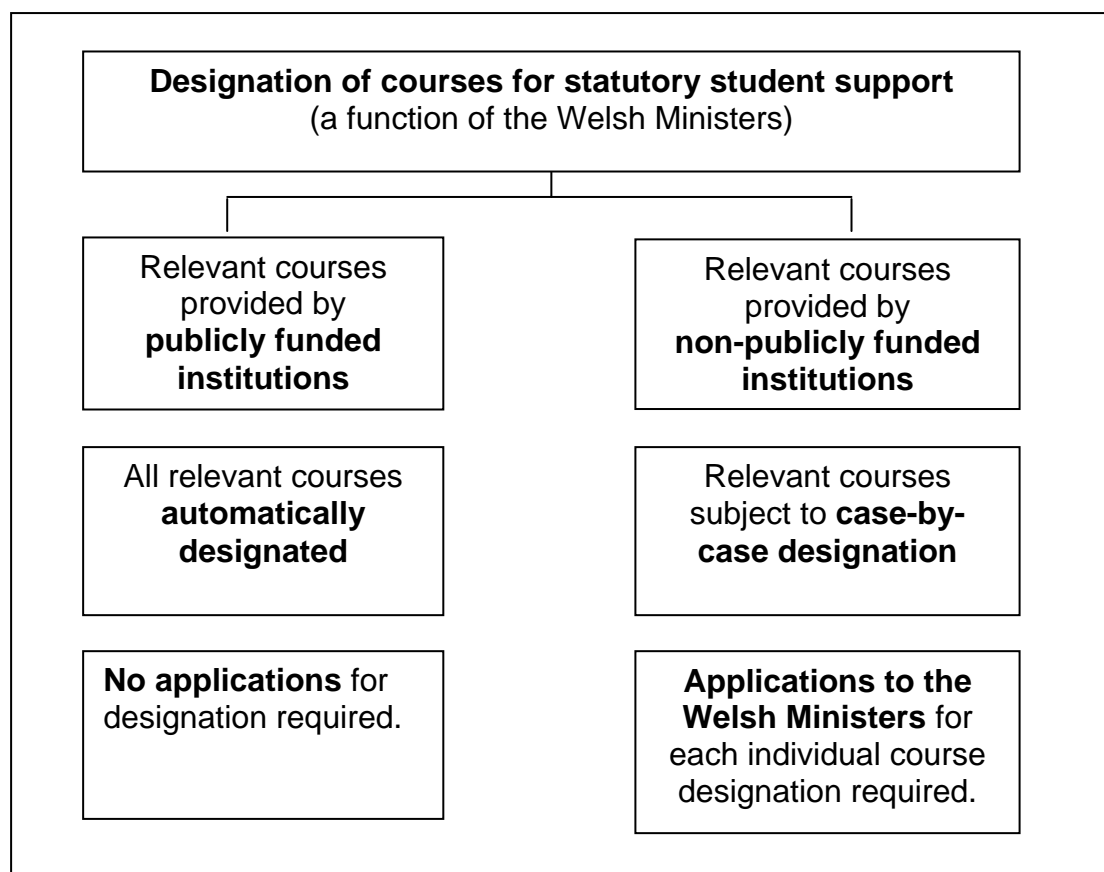 Designation of courses for statutory student support
(a function of the Welsh Ministers)
Relevant courses
provided by
publicly funded
institutions
Relevant courses
provided by
non-publicly funded
institutions
All relevant courses
automatically
designated
Relevant courses
subject to case-by-
case designation
No applications for
designation required.
Applications to the
Welsh Ministers for
each individual course
designation required.